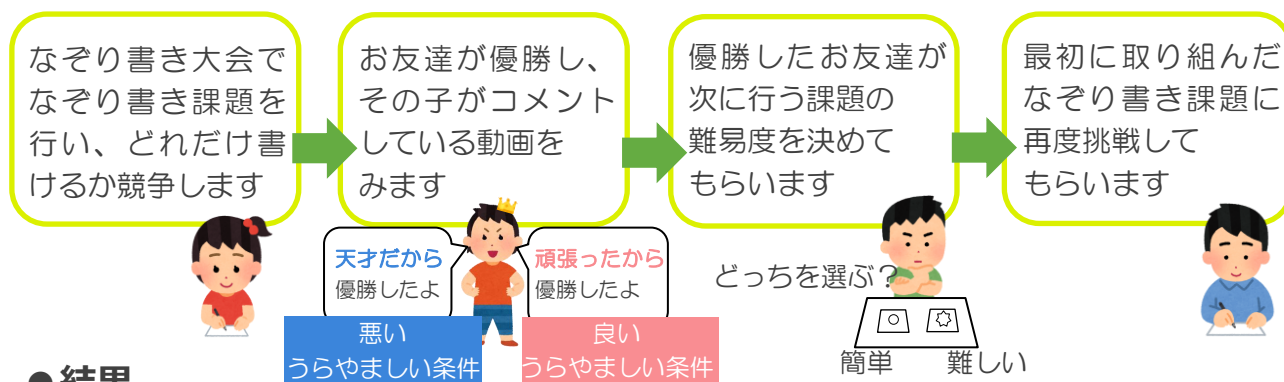 なぞり書き大会で
なぞり書き課題を
行い、どれだけ書
けるか競争します
お友達が優勝し、
その子がコメント
している動画を
みます
優勝したお友達が
次に行う課題の
難易度を決めて
もらいます
最初に取り組んだ
なぞり書き課題に
再度挑戦して
もらいます
天才だから
優勝したよ
頑張ったから
優勝したよ
悪い
うらやましい条件
良い
うらやましい条件
どっちを選ぶ？
簡単
難しい
●結果